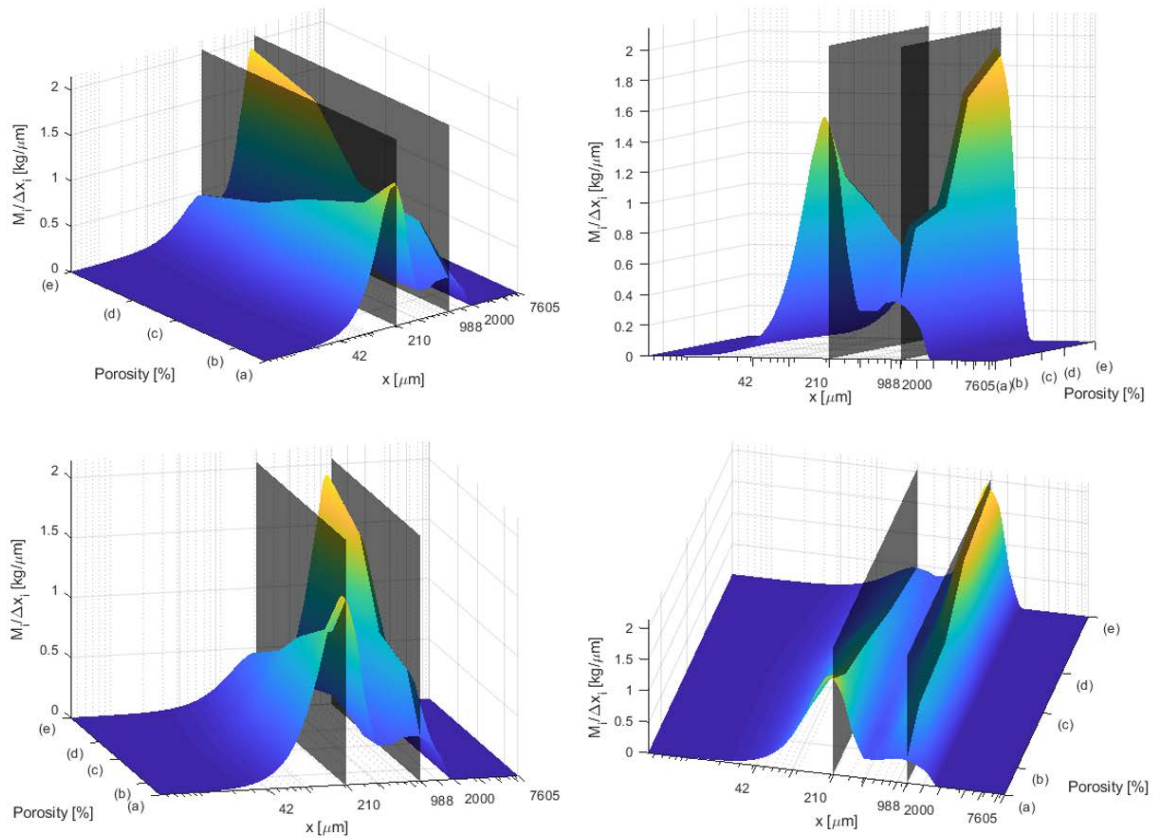 2
1.5
1
0.5
0
M_i/Δx_i [kg/μm]
(e)
(d)
(c)
(b)
(a)
Porosity [%]
42
210
988
2000
7605
x [μm]
2
1.8
1.6
1.4
1.2
1
0.8
0.6
0.4
0.2
0
M_i/Δx_i [kg/μm]
42
210
988
2000
7605
x [μm]
(a)
(b)
(c)
(d)
(e)
Porosity [%]
2
1.5
1
0.5
0
M_i/Δx_i [kg/μm]
(e)
(d)
(c)
(b)
(a)
Porosity [%]
42
210
988
2000
7605
x [μm]
2
1.5
1
0.5
0
M_i/Δx_i [kg/μm]
42
210
988
2000
7605
x [μm]
(e)
(d)
(c)
(b)
(a)
Porosity [%]